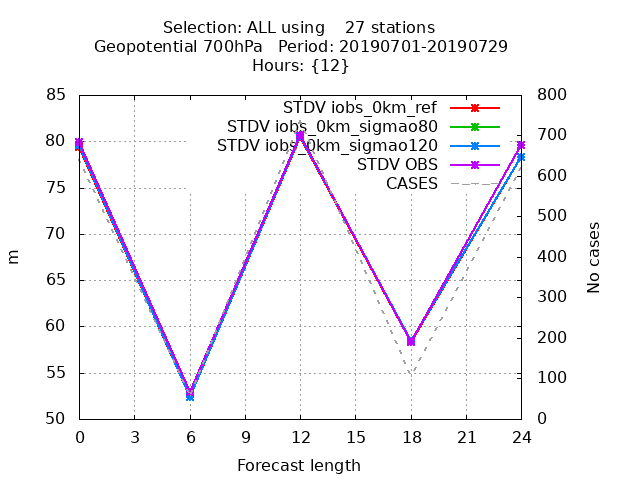 Selection: ALL using    27 stations
Geopotential 700hPa   Period: 20190701-20190729
Hours: {12}
85 800
STDV iobs_0km_ref
80 700
STDV iobs_0km_sigmao80
STDV iobs_0km_sigmao120
STDV OBS
75 600
CASES
70 500
65 400
60 300
55 200
50 100
0
m
No cases
0 3 6 9 12 15 18 21 24
Forecast length